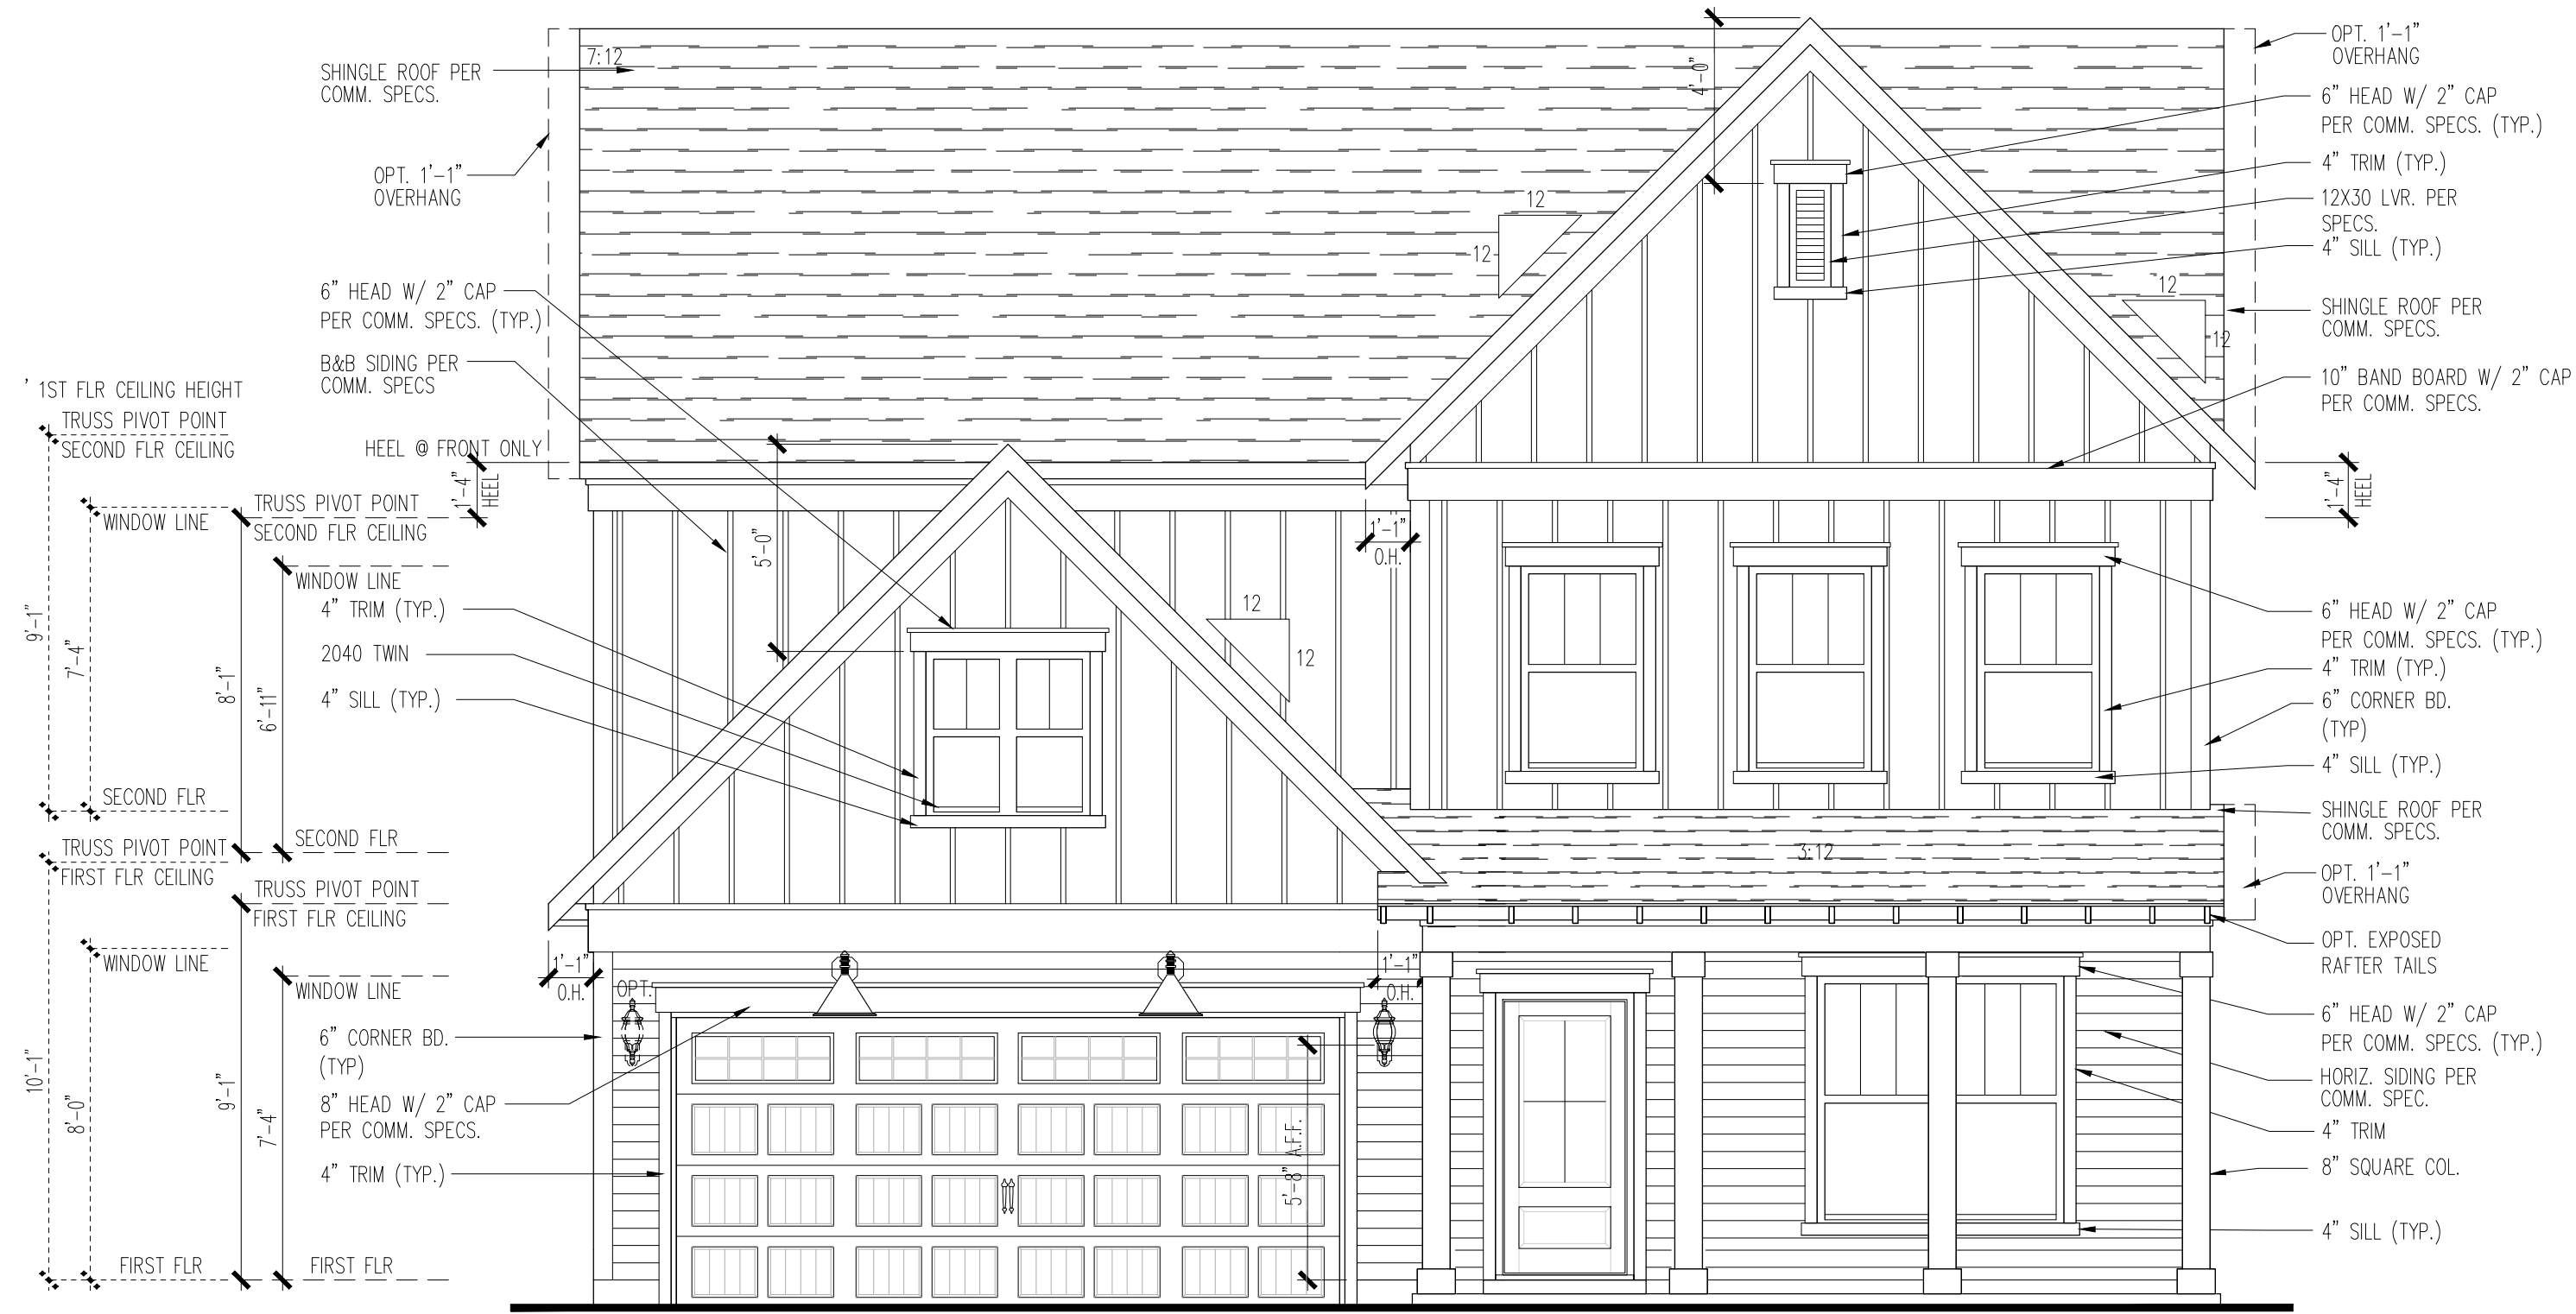 7:12
SHINGLE ROOF PER
COMM. SPECS.
OPT. 1'-1"
OVERHANG
6" HEAD W/ 2" CAP
PER COMM. SPECS. (TYP.)
B&B SIDING PER
COMM. SPECS
' 1ST FLR CEILING HEIGHT
TRUSS PIVOT POINT
SECOND FLR CEILING
HEEL @ FRONT ONLY
1'-4"
HEEL
WINDOW LINE
TRUSS PIVOT POINT
SECOND FLR CEILING
WINDOW LINE
4" TRIM (TYP.)
2040 TWIN
4" SILL (TYP.)
9'-1"
7'-4"
8'-1"
6'-11"
SECOND FLR
SECOND FLR
TRUSS PIVOT POINT
FIRST FLR CEILING
TRUSS PIVOT POINT
FIRST FLR CEILING
WINDOW LINE
WINDOW LINE
6" CORNER BD.
(TYP)
8" HEAD W/ 2" CAP
PER COMM. SPECS.
4" TRIM (TYP.)
10'-1"
8'-0"
9'-1"
7'-4"
FIRST FLR
FIRST FLR
4'-0"
12
12
12
12
5'-0"
12
12
1'-1"
O.H.
3:12
1'-1"
O.H.
OPT.
1'-1"
O.H.
5'-8" A.F.F.
OPT. 1'-1"
OVERHANG
6" HEAD W/ 2" CAP
PER COMM. SPECS. (TYP.)
4" TRIM (TYP.)
12X30 LVR. PER
SPECS.
4" SILL (TYP.)
SHINGLE ROOF PER
COMM. SPECS.
10" BAND BOARD W/ 2" CAP
PER COMM. SPECS.
1'-4"
HEEL
6" HEAD W/ 2" CAP
PER COMM. SPECS. (TYP.)
4" TRIM (TYP.)
6" CORNER BD.
(TYP)
4" SILL (TYP.)
SHINGLE ROOF PER
COMM. SPECS.
OPT. 1'-1"
OVERHANG
OPT. EXPOSED
RAFTER TAILS
6" HEAD W/ 2" CAP
PER COMM. SPECS. (TYP.)
HORIZ. SIDING PER
COMM. SPEC.
4" TRIM
8" SQUARE COL.
4" SILL (TYP.)